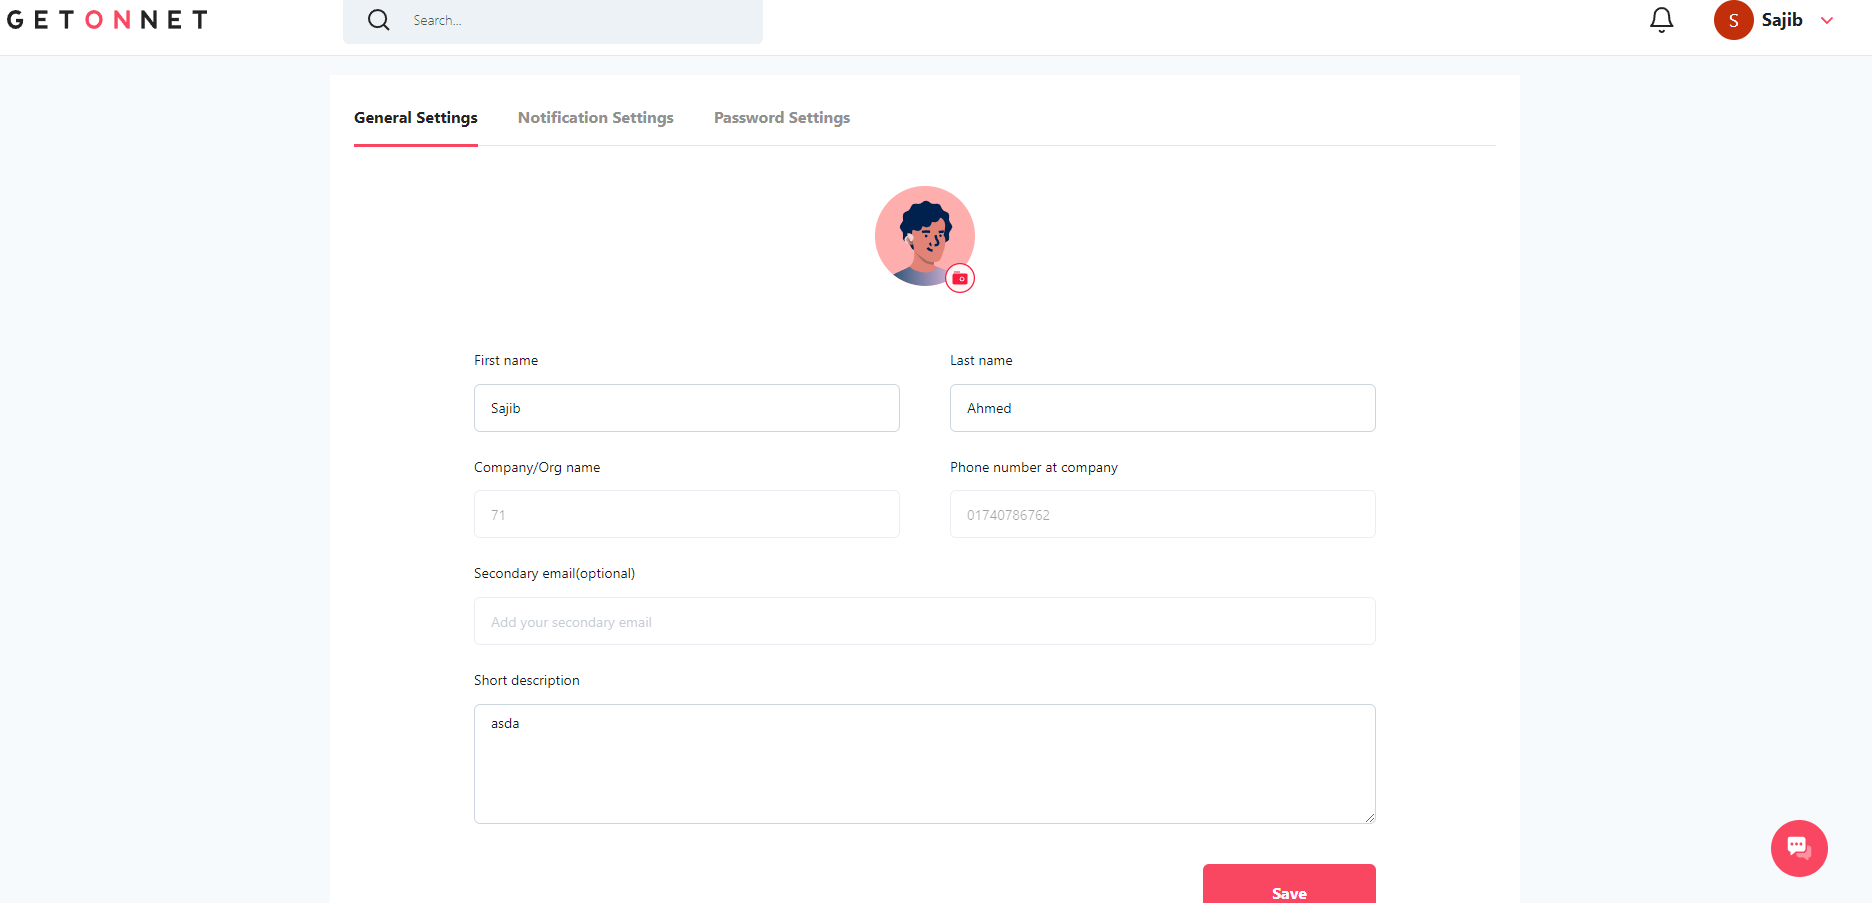 GETONNET
Search...
S
Sajib
General Settings
Notification Settings
Password Settings
First name
Last name
Sajib
Ahmed
Company/Org name
Phone number at company
71
01740786762
Secondary email(optional)
Add your secondary email
Short description
asda
Save